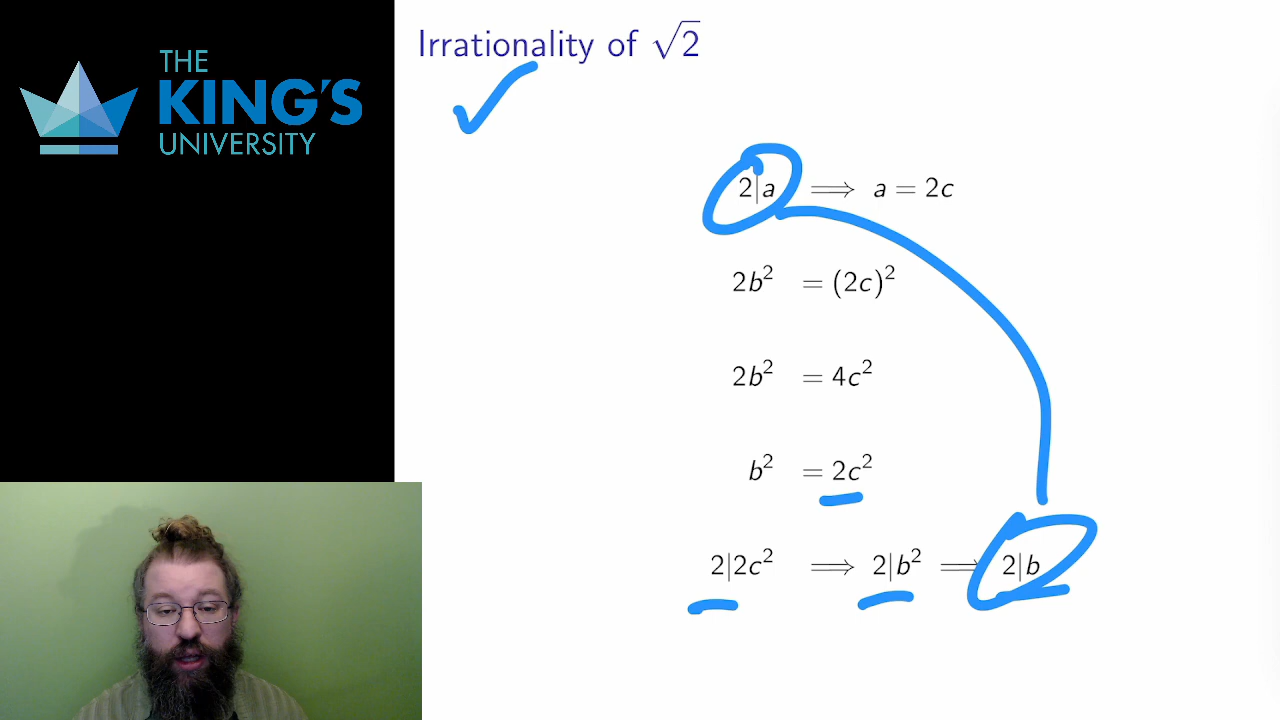 THE
KING'S
UNIVERSITY
Irrationality of √2
2|a ⟹ a = 2c
2b² = (2c)²
2b² = 4c²
b² = 2c²
2|2c² ⟹ 2|b² ⟹ 2|b